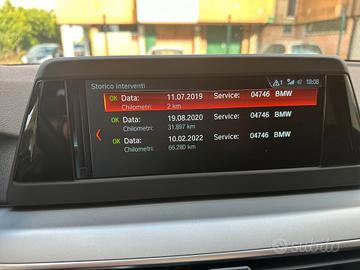 Storico interventi
1 18:08
OK Data: 11.07.2019 Service: 04746 BMW
Chilometri: 2 km
OK Data: 19.08.2020 Service: 04746 BMW
Chilometri: 31.897 km
OK Data: 10.02.2022 Service: 04746 BMW
Chilometri: 66.280 km
subito